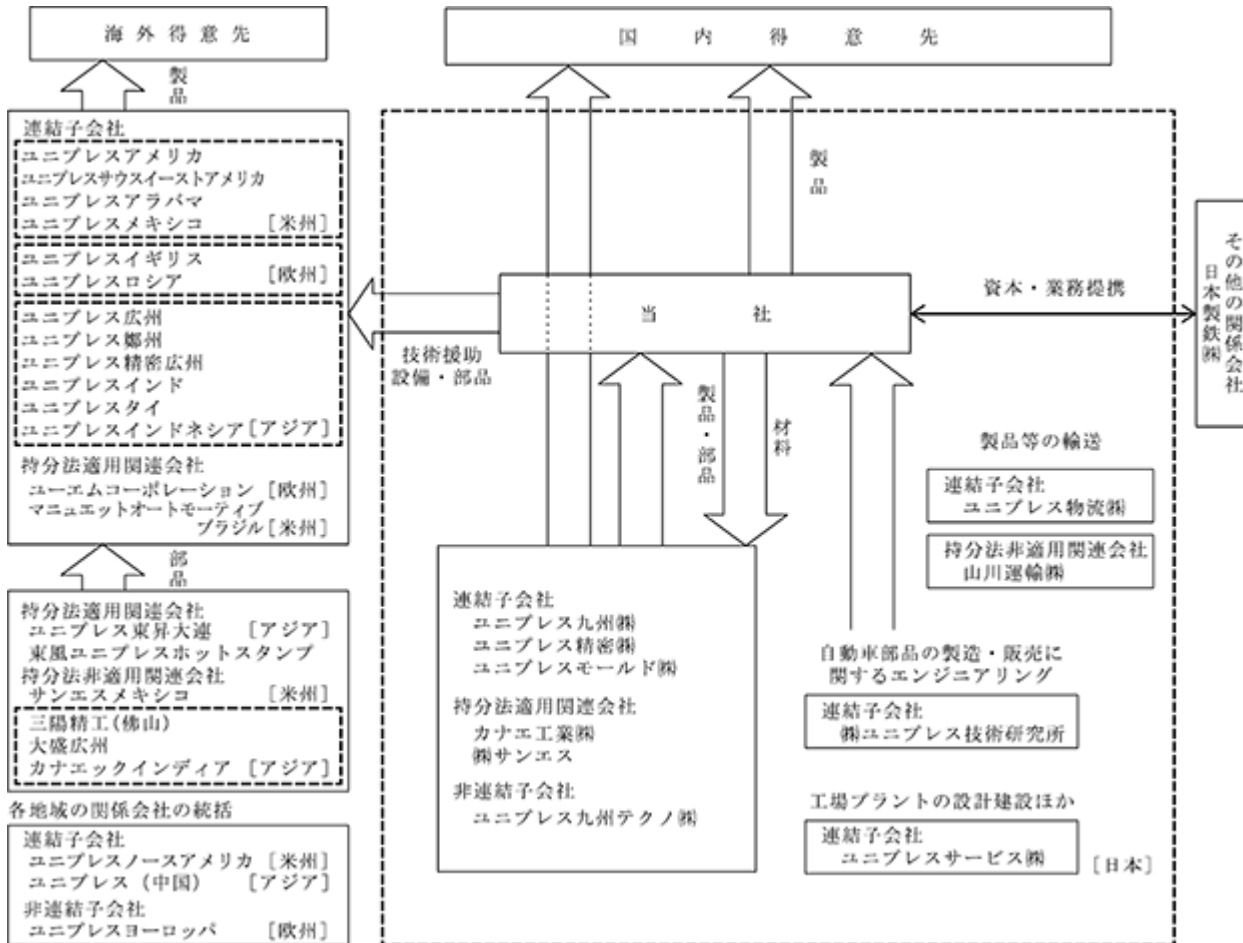 海外得意先
製品
連結子会社
ユニプレスアメリカ
ユニプレスサウスイーストアメリカ
ユニプレスアラバマ
ユニプレスメキシコ [米州]
ユニプレスイギリス
ユニプレスロシア [欧州]
ユニプレス広州
ユニプレス鄭州
ユニプレス精密広州
ユニプレスインド
ユニプレスタイ
ユニプレスインドネシア [アジア]
持分法適用関連会社
ユーエムコーポレーション [欧州]
マニュエットオートモーティブ
ブラジル [米州]
部品
持分法適用関連会社
ユニプレス東昇大連 [アジア]
東風ユニプレスホットスタンプ
持分法非適用関連会社
サンエスメキシコ [米州]
三陽精工(佛山)
大盛広州
カナエックインディア [アジア]
各地域の関係会社の統括
連結子会社
ユニプレスノースアメリカ [米州]
ユニプレス (中国) [アジア]
非連結子会社
ユニプレスヨーロッパ [欧州]
国内得意先
製品
当社
技術援助
設備・部品
製品・部品
材料
連結子会社
ユニプレス九州㈱
ユニプレス精密㈱
ユニプレスモールド㈱
持分法適用関連会社
カナエ工業㈱
㈱サンエス
非連結子会社
ユニプレス九州テクノ㈱
資本・業務提携
その他の関係会社
日本製鉄㈱
製品等の輸送
連結子会社
ユニプレス物流㈱
持分法非適用関連会社
山川運輸㈱
自動車部品の製造・販売に
関するエンジニアリング
連結子会社
㈱ユニプレス技術研究所
工場プラントの設計建設ほか
連結子会社
ユニプレスサービス㈱
[日本]